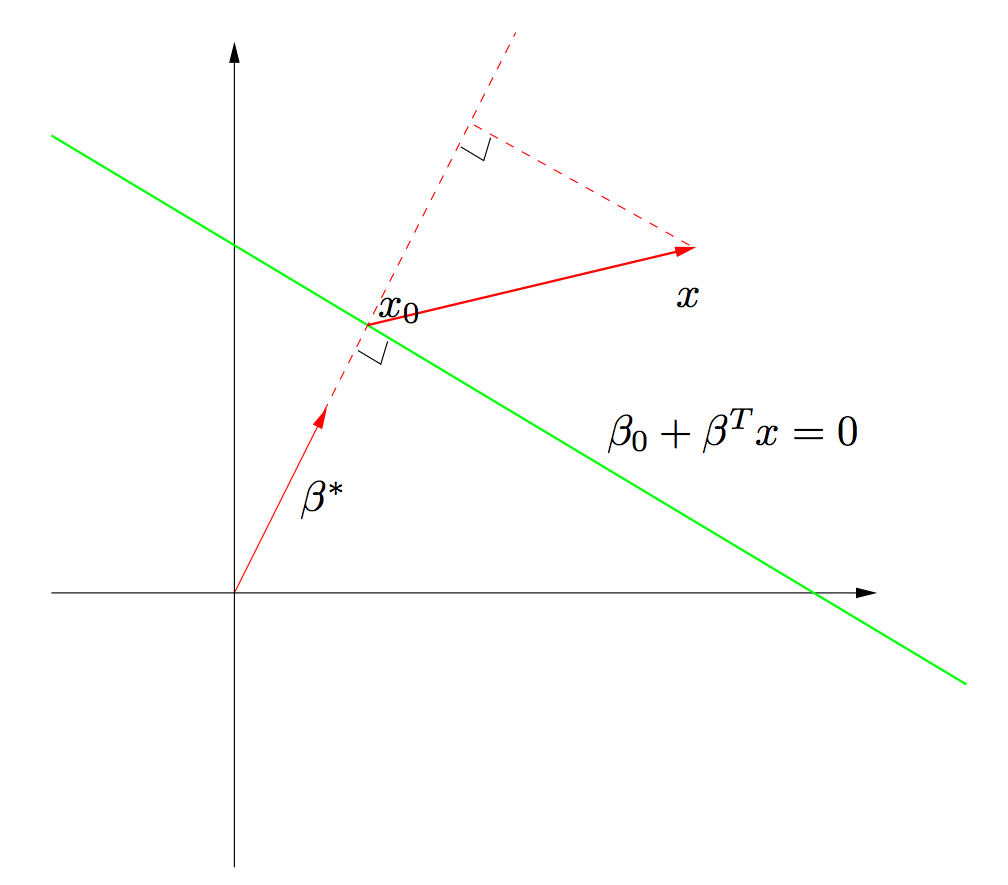 x₀
x
β₀ + βᵀx = 0
β*